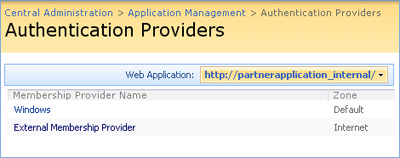 Central Administration > Application Management > Authentication Providers
Authentication Providers
Web Application: http://partnerapplication_internal/
Membership Provider Name Zone
Windows Default
External Membership Provider Internet